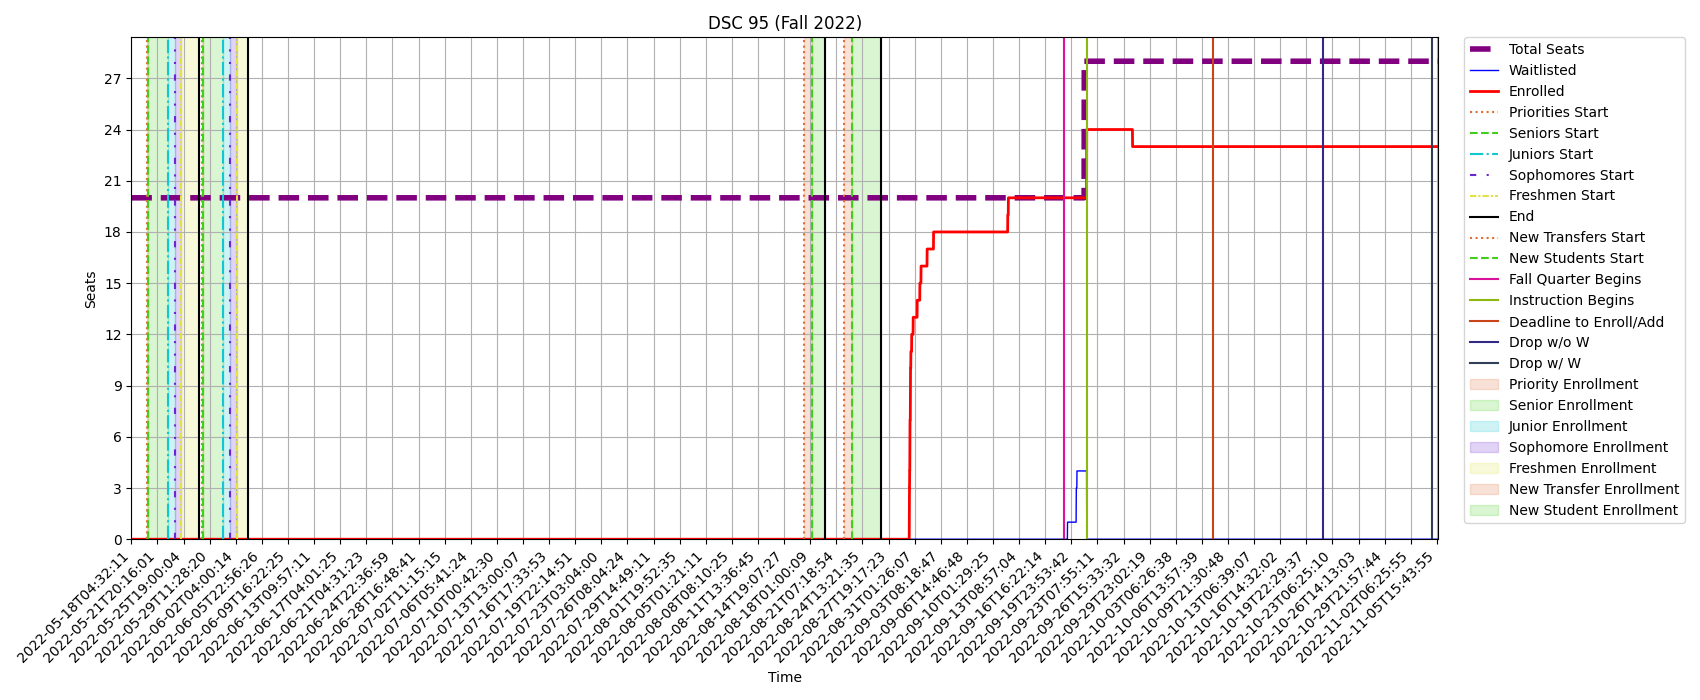 DSC 95 (Fall 2022)
Seats
27
24
21
18
15
12
9
6
3
0
2022-05-18T04:32:11
2022-05-21T20:16:01
2022-05-25T19:00:04
2022-05-29T11:28:20
2022-06-02T04:00:14
2022-06-05T22:56:26
2022-06-09T16:22:25
2022-06-13T09:57:11
2022-06-17T04:01:25
2022-06-21T04:31:23
2022-06-24T22:36:59
2022-06-28T16:48:41
2022-07-02T11:15:15
2022-07-06T05:41:24
2022-07-10T00:42:30
2022-07-13T13:00:07
2022-07-16T17:33:53
2022-07-19T22:14:51
2022-07-23T03:04:00
2022-07-26T08:04:24
2022-07-29T14:49:11
2022-08-01T19:52:35
2022-08-05T01:21:11
2022-08-08T08:10:25
2022-08-11T13:36:45
2022-08-14T19:07:27
2022-08-18T01:00:09
2022-08-21T07:18:54
2022-08-24T13:21:35
2022-08-27T19:17:23
2022-08-31T01:26:07
2022-09-03T08:18:47
2022-09-06T14:46:48
2022-09-10T01:29:25
2022-09-13T08:57:04
2022-09-16T16:22:14
2022-09-19T23:53:42
2022-09-23T07:55:11
2022-09-26T15:33:32
2022-09-29T23:02:19
2022-10-03T06:26:38
2022-10-06T13:57:39
2022-10-09T21:30:48
2022-10-13T06:39:07
2022-10-16T14:32:02
2022-10-19T22:29:37
2022-10-23T06:25:10
2022-10-26T14:13:03
2022-10-29T21:57:44
2022-11-02T06:25:55
2022-11-05T15:43:55
Time
Total Seats
Waitlisted
Enrolled
Priorities Start
Seniors Start
Juniors Start
Sophomores Start
Freshmen Start
End
New Transfers Start
New Students Start
Fall Quarter Begins
Instruction Begins
Deadline to Enroll/Add
Drop w/o W
Drop w/ W
Priority Enrollment
Senior Enrollment
Junior Enrollment
Sophomore Enrollment
Freshmen Enrollment
New Transfer Enrollment
New Student Enrollment